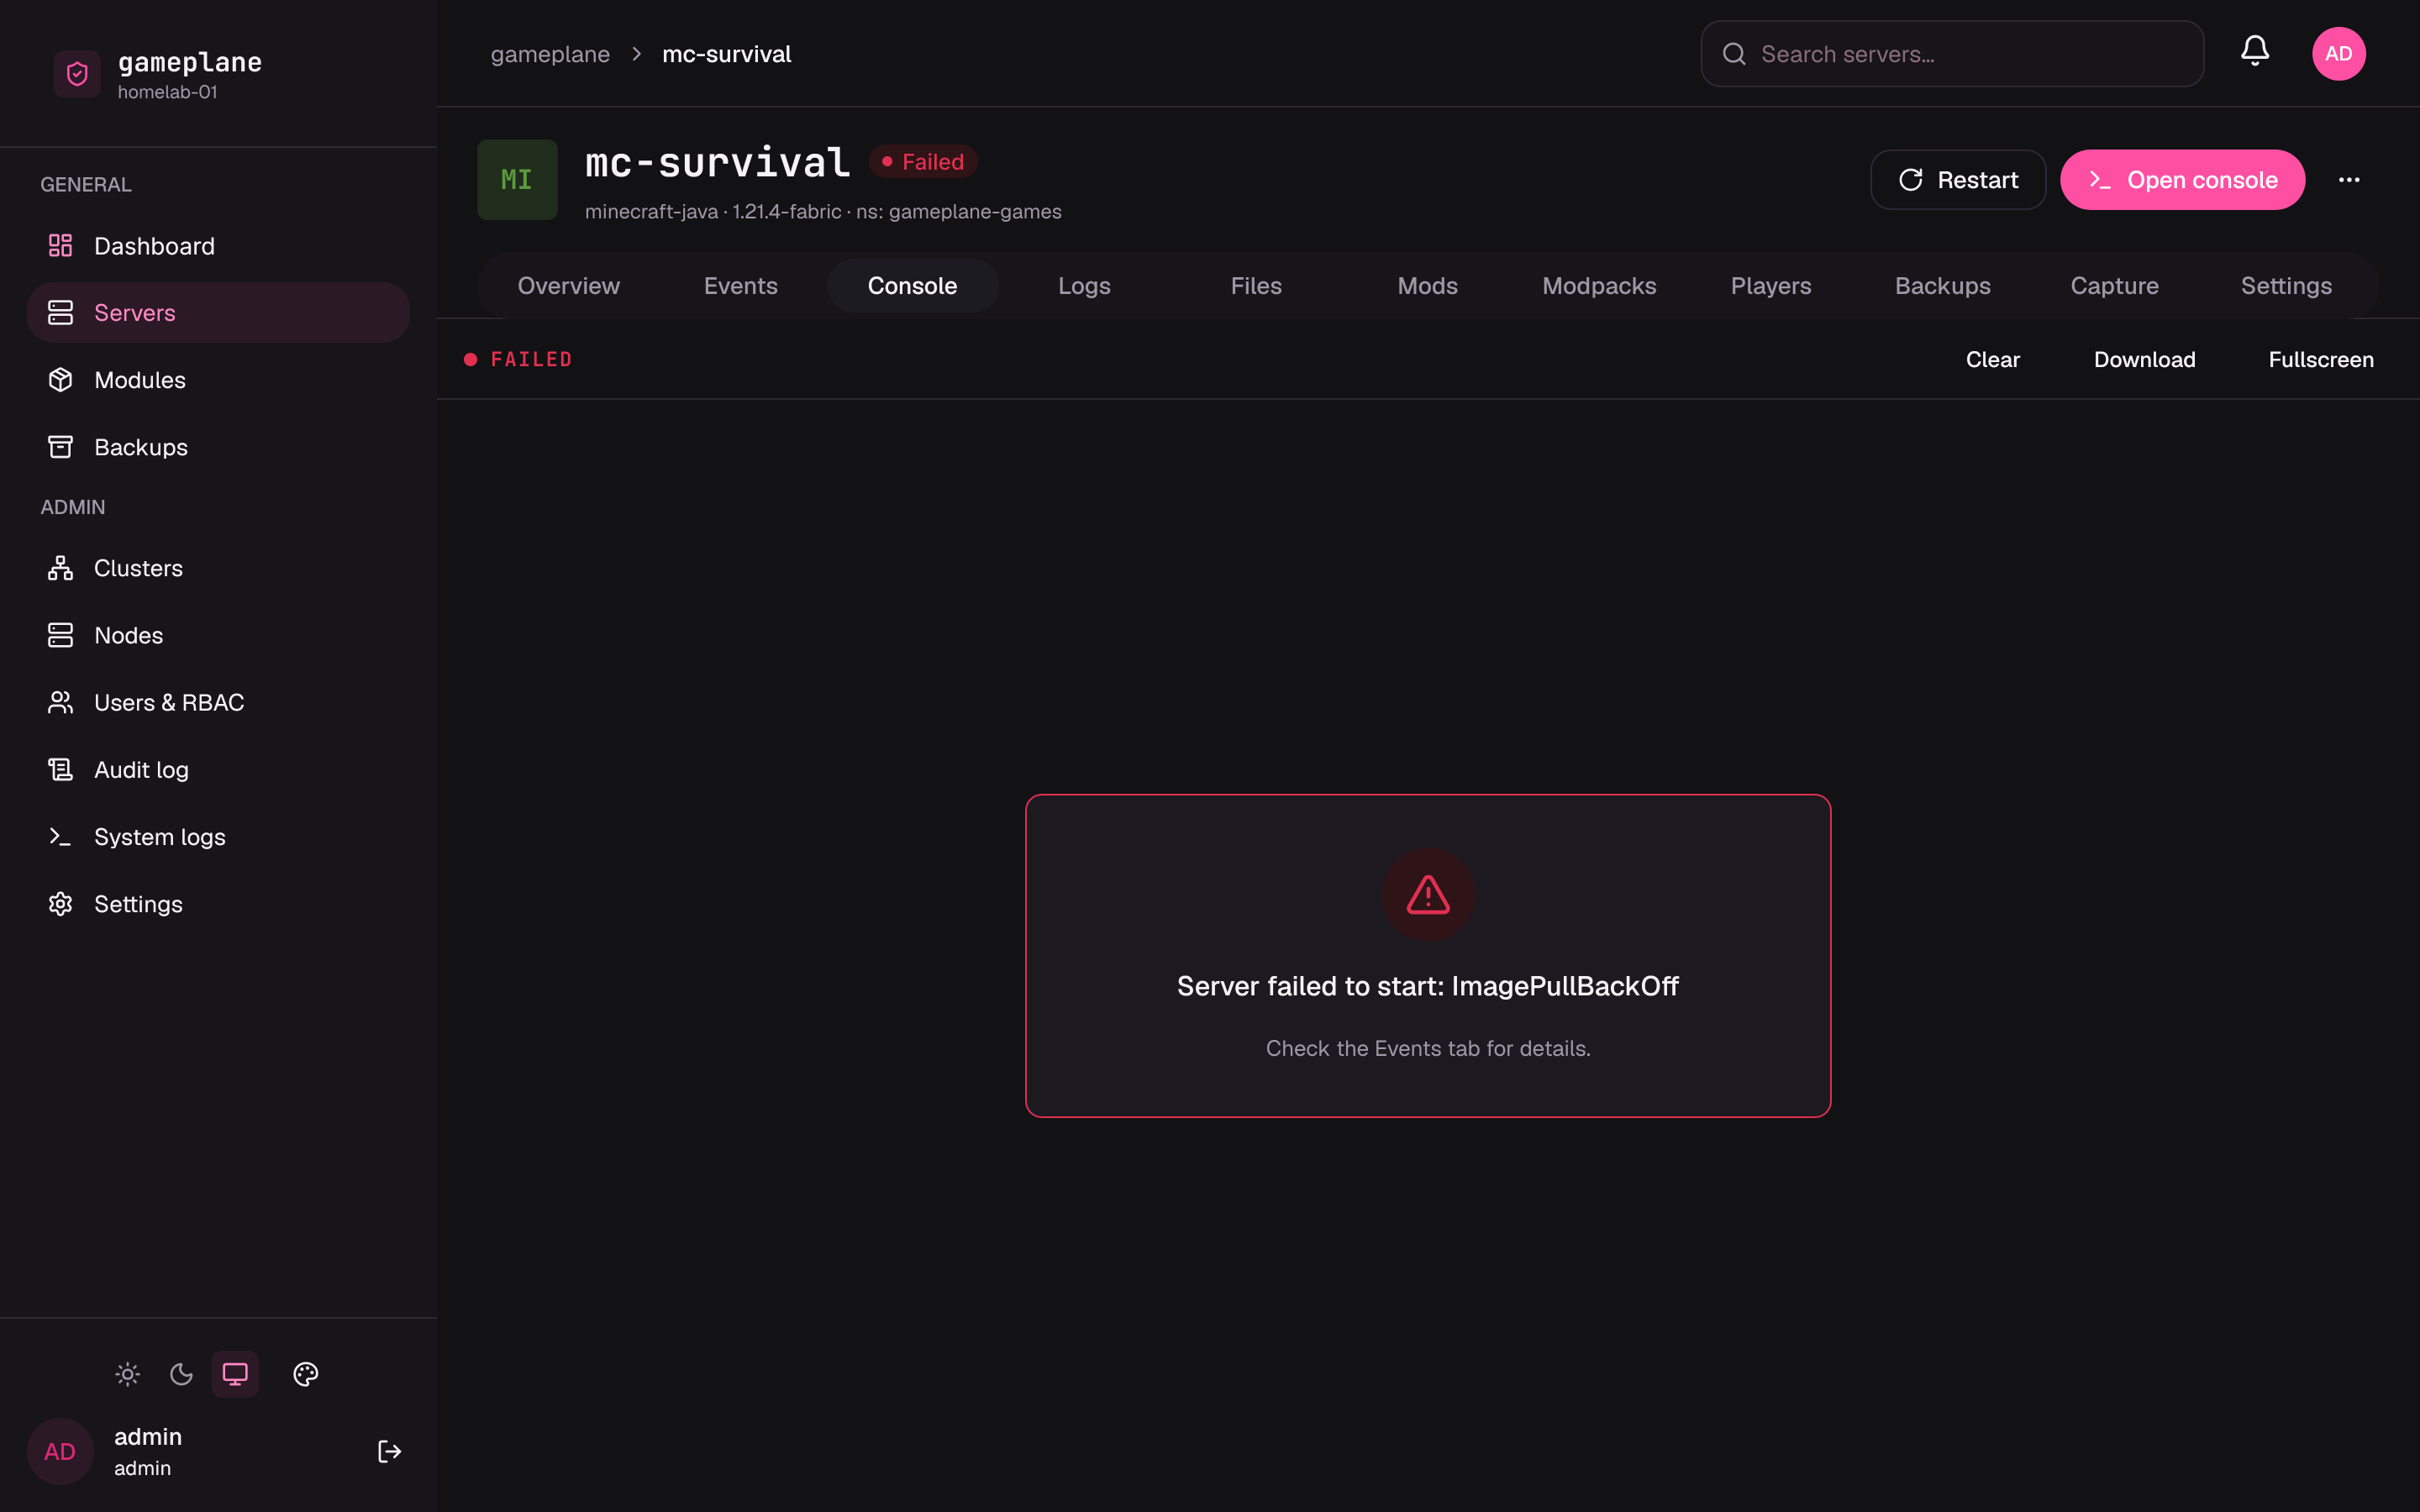 gameplane
homelab-01
GENERAL
Dashboard
Servers
Modules
Backups
ADMIN
Clusters
Nodes
Users & RBAC
Audit log
System logs
Settings
AD
admin
admin
gameplane
mc-survival
Search servers...
AD
MI
mc-survival
Failed
minecraft-java · 1.21.4-fabric · ns: gameplane-games
Restart
Open console
Overview
Events
Console
Logs
Files
Mods
Modpacks
Players
Backups
Capture
Settings
FAILED
Clear
Download
Fullscreen
Server failed to start: ImagePullBackOff
Check the Events tab for details.